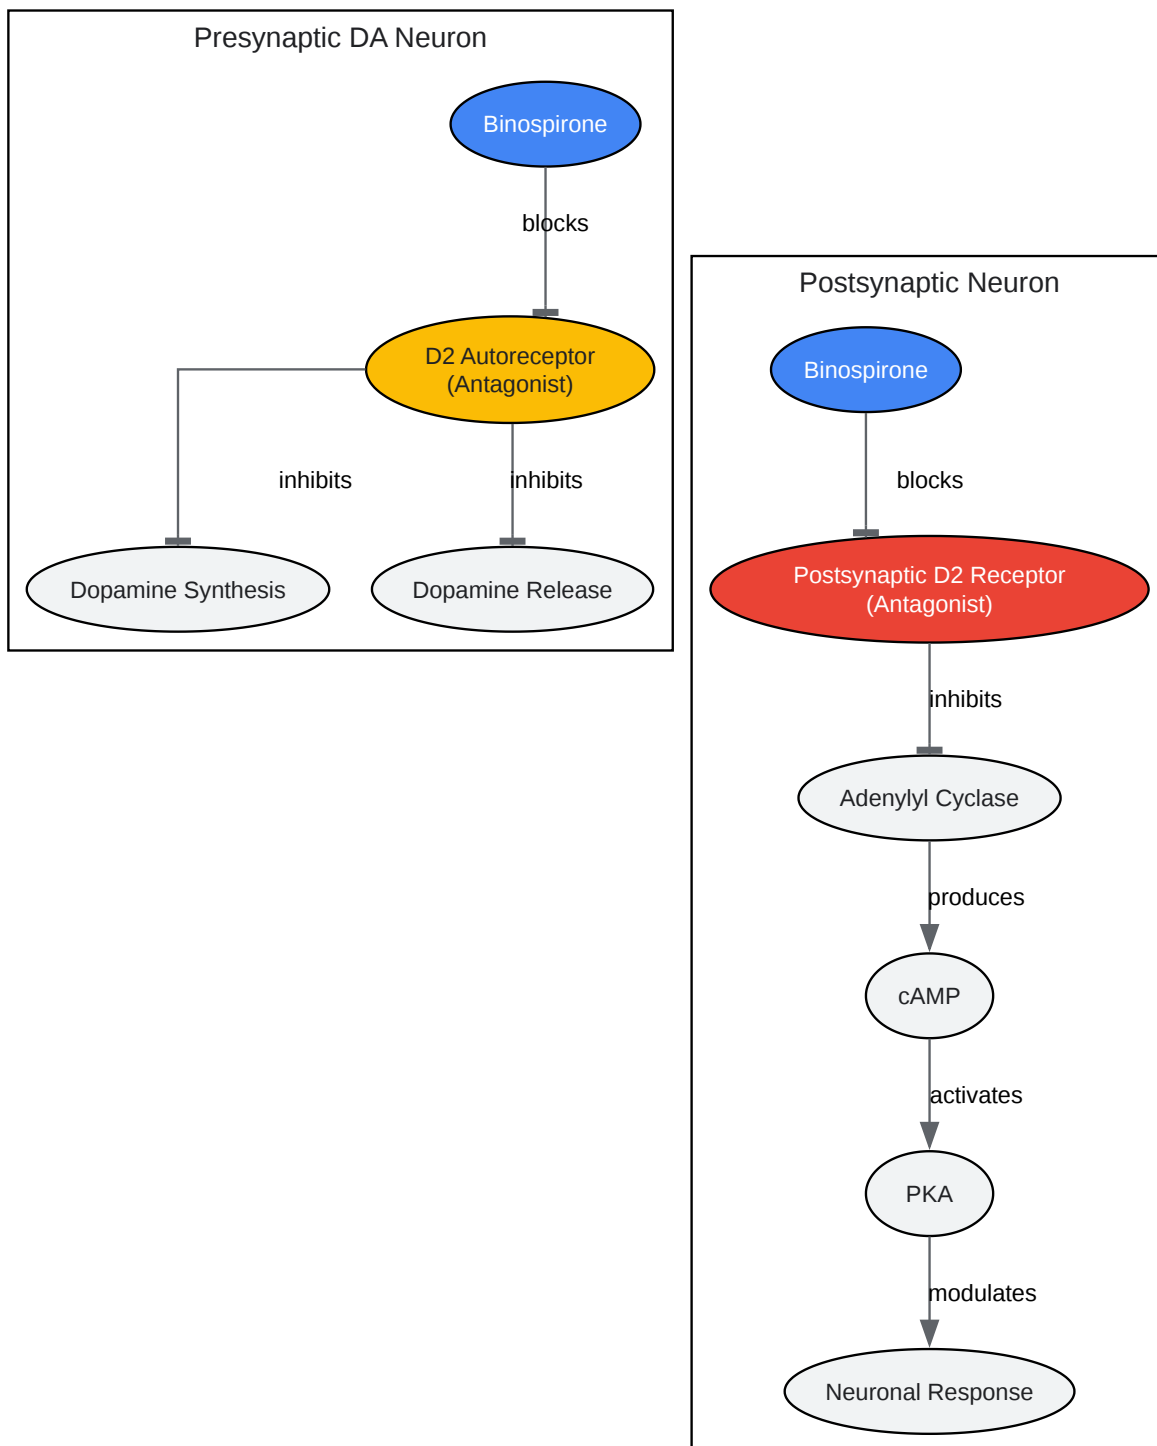 Presynaptic DA Neuron
Binospirone
blocks
D2 Autoreceptor
(Antagonist)
inhibits
inhibits
Dopamine Synthesis
Dopamine Release
Postsynaptic Neuron
Binospirone
blocks
Postsynaptic D2 Receptor
(Antagonist)
inhibits
Adenylyl Cyclase
produces
cAMP
activates
PKA
modulates
Neuronal Response